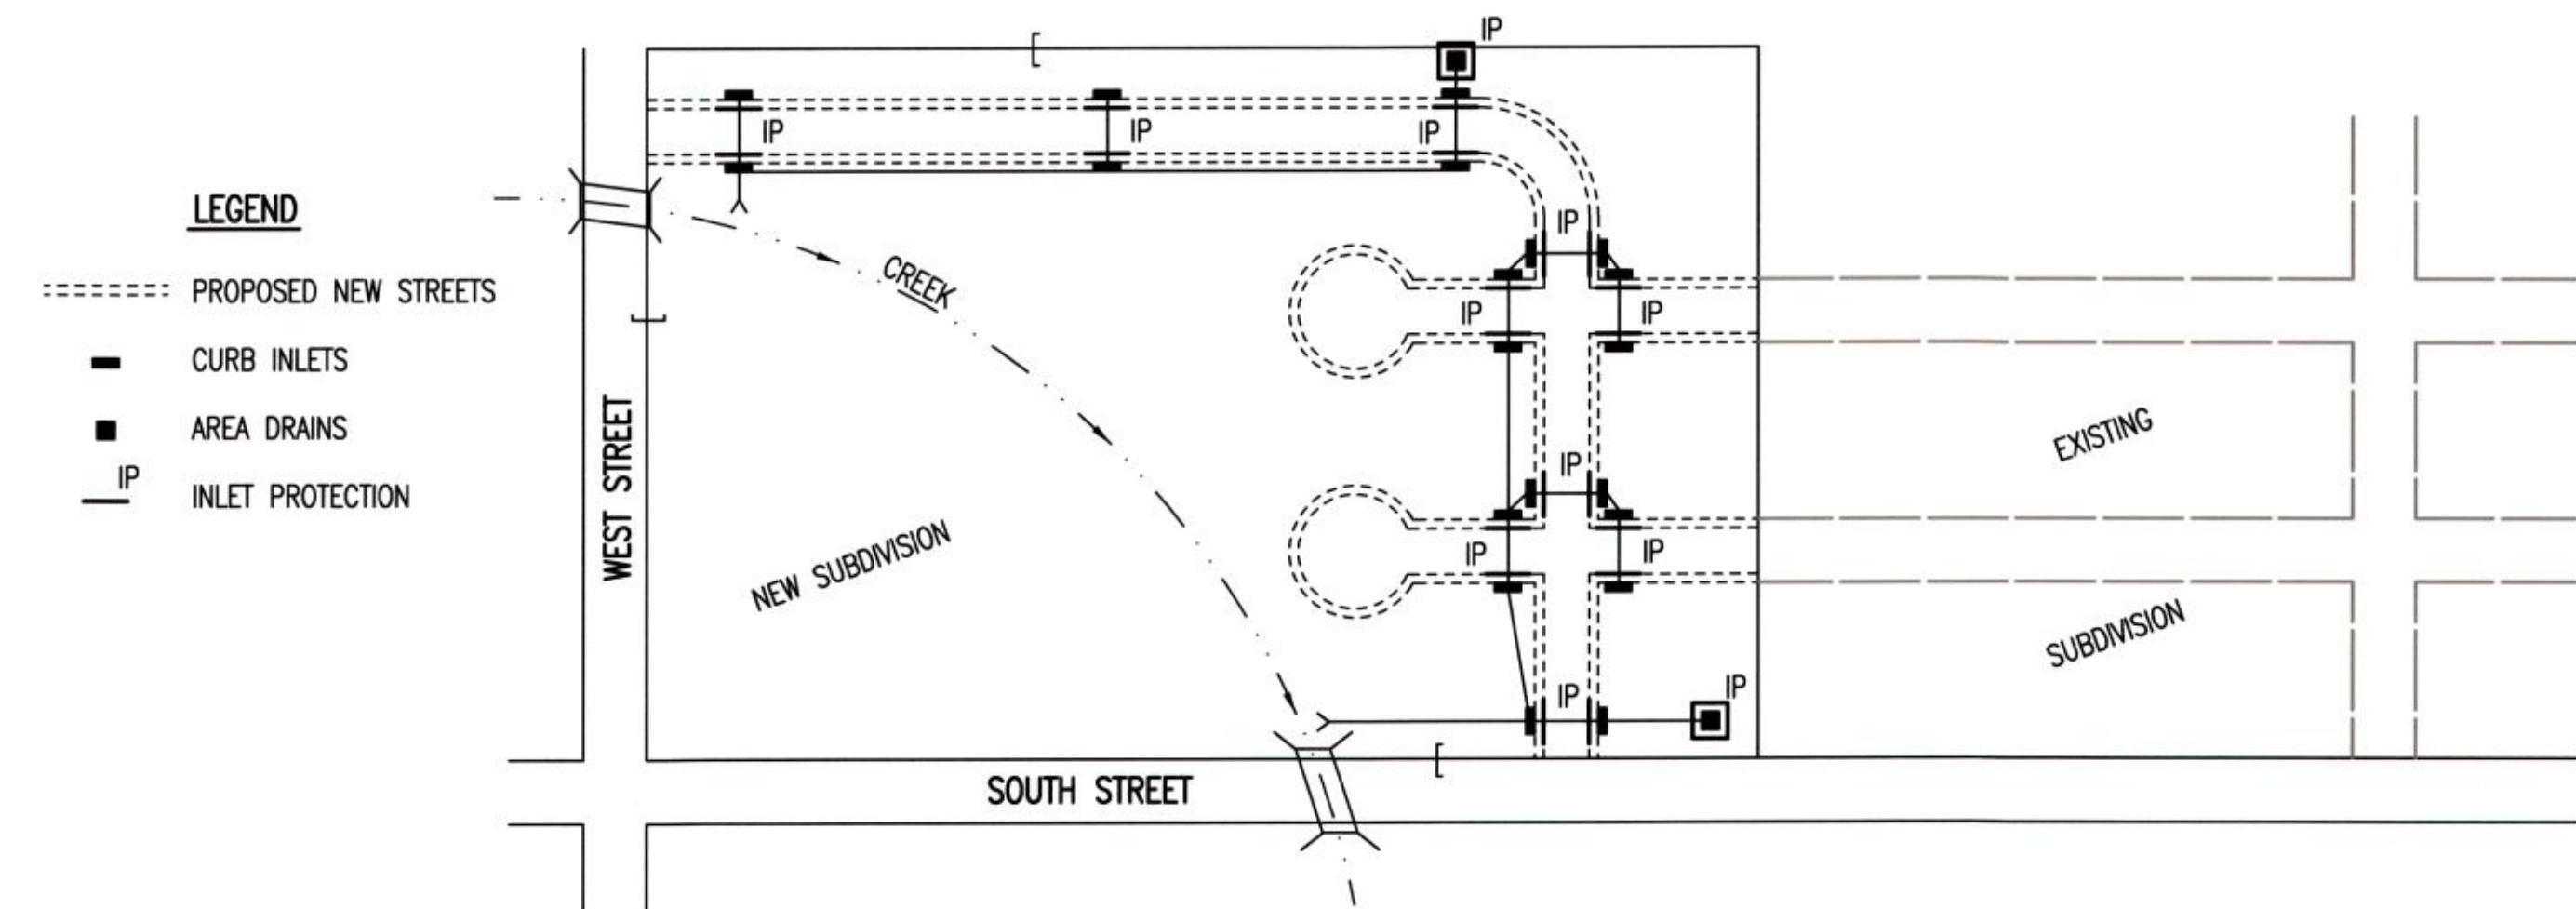 IP
IP
IP
IP
LEGEND
PROPOSED NEW STREETS
CURB INLETS
AREA DRAINS
IP
INLET PROTECTION
WEST STREET
CREEK
NEW SUBDIVISION
IP
IP
IP
IP
IP
IP
IP
IP
SOUTH STREET
EXISTING
SUBDIVISION